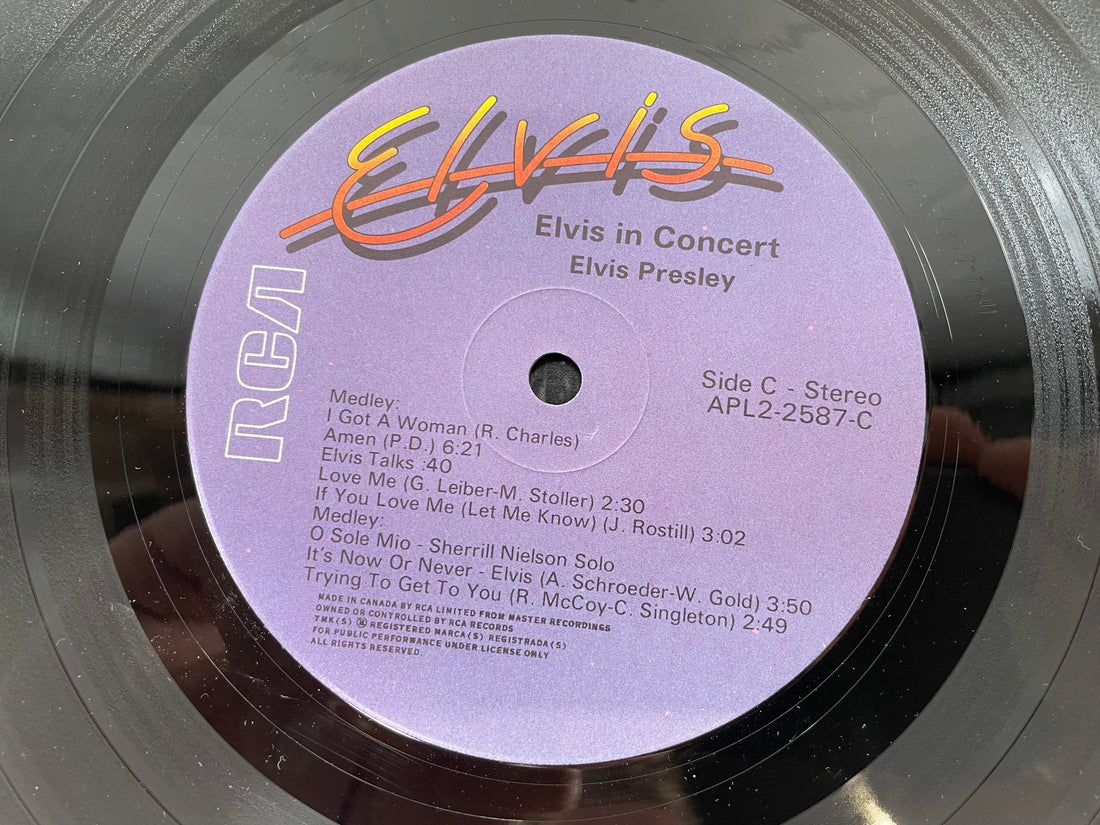 Elvis
Elvis in Concert
Elvis Presley
RCA
Side C - Stereo
APL2-2587-C
Medley:
I Got A Woman (R. Charles)
Amen (P.D.) 6:21
Elvis Talks :40
Love Me (G. Leiber-M. Stoller) 2:30
If You Love Me (Let Me Know) (J. Rostill) 3:02
Medley:
O Sole Mio - Sherrill Nielson Solo
It's Now Or Never - Elvis (A. Schroeder-W. Gold) 3:50
Trying To Get To You (R. McCoy-C. Singleton) 2:49
MADE IN CANADA BY RCA LIMITED FROM MASTER RECORDINGS
OWNED OR CONTROLLED BY RCA RECORDS
TMK(S) ® REGISTERED MARCA(S) REGISTRADA(S)
FOR PUBLIC PERFORMANCE UNDER LICENSE ONLY
ALL RIGHTS RESERVED.